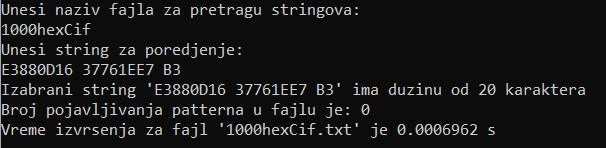 Unesi naziv fajla za pretragu stringova:
1000hexCif
Unesi string za poredjenje:
E3880D16 37761EE7 B3
Izabrani string 'E3880D16 37761EE7 B3' ima duzinu od 20 karaktera
Broj pojavljivanja patterna u fajlu je: 0
Vreme izvrsenja za fajl '1000hexCif.txt' je 0.0006962 s